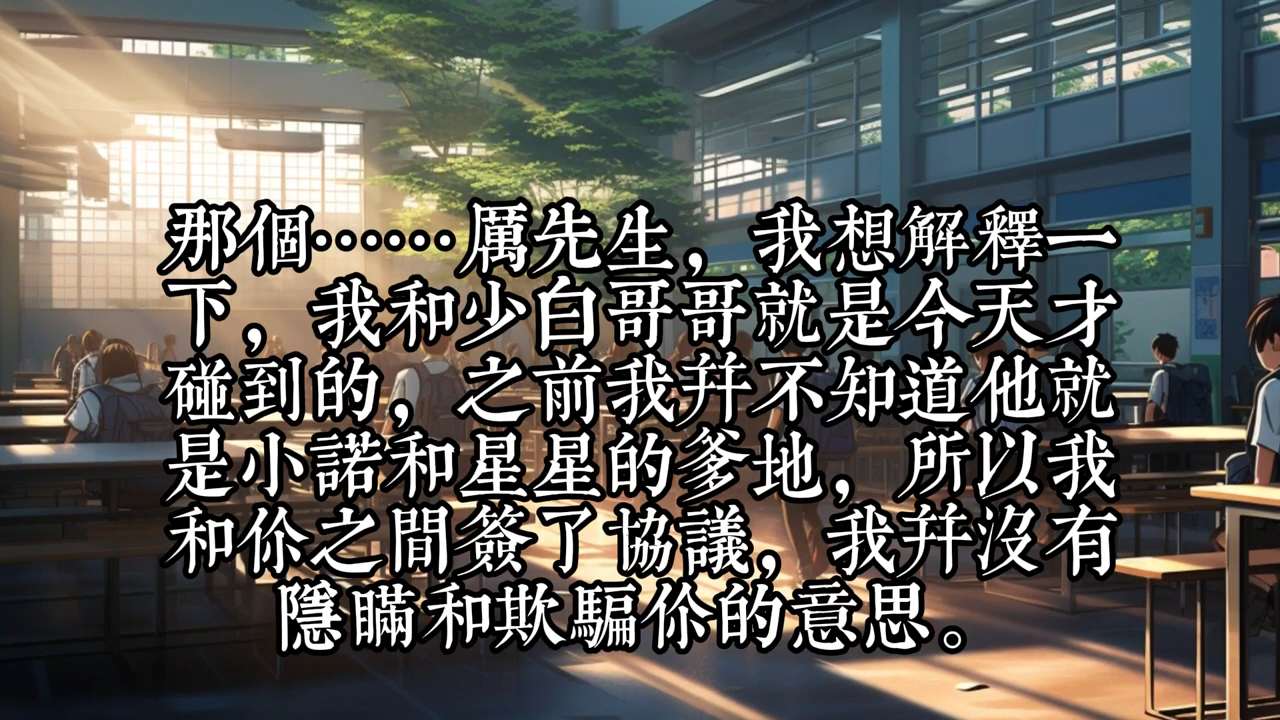 那個……厲先生，我想解釋一
下，我和少白哥哥就是今天才
碰到的，之前我幷不知道他就
是小諾和星星的爹地，所以我
和你之間簽了協議，我幷沒有
隱瞞和欺騙你的意思。